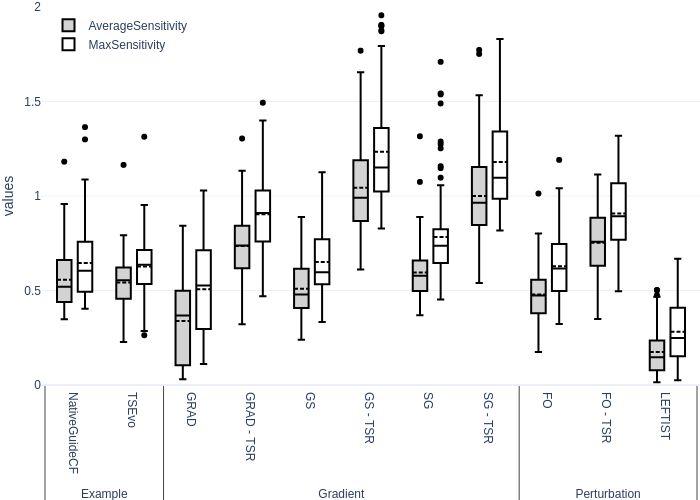 2
1.5
1
0.5
0
values
AverageSensitivity
MaxSensitivity
NativeGuideCF
TSEvo
GRAD
GRAD - TSR
GS
GS - TSR
SG
SG - TSR
FO
FO - TSR
LEFTIST
Example
Gradient
Perturbation